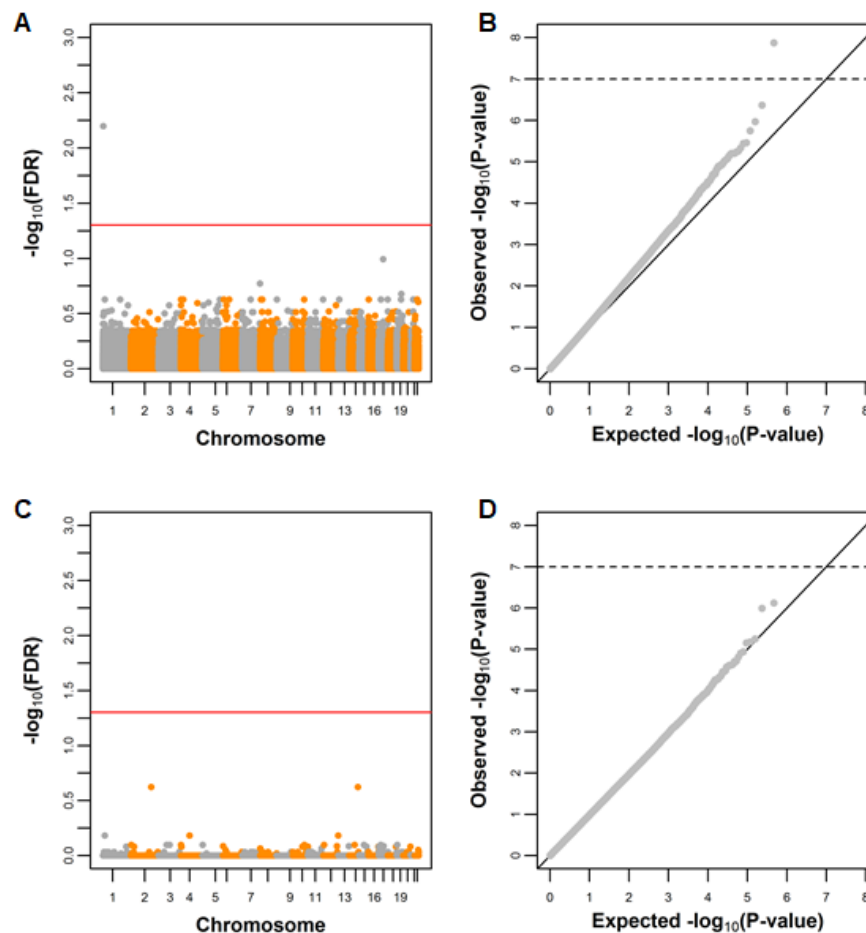 A
3.0
2.5
2.0
1.5
1.0
0.5
0.0
-log10(FDR)
1 2 3 4 5 7 9 11 13 16 19
Chromosome
B
8
7
6
5
4
3
2
1
0
Observed -log10(P-value)
0 1 2 3 4 5 6 7 8
Expected -log10(P-value)
C
3.0
2.5
2.0
1.5
1.0
0.5
0.0
-log10(FDR)
1 2 3 4 5 7 9 11 13 16 19
Chromosome
D
8
7
6
5
4
3
2
1
0
Observed -log10(P-value)
0 1 2 3 4 5 6 7 8
Expected -log10(P-value)